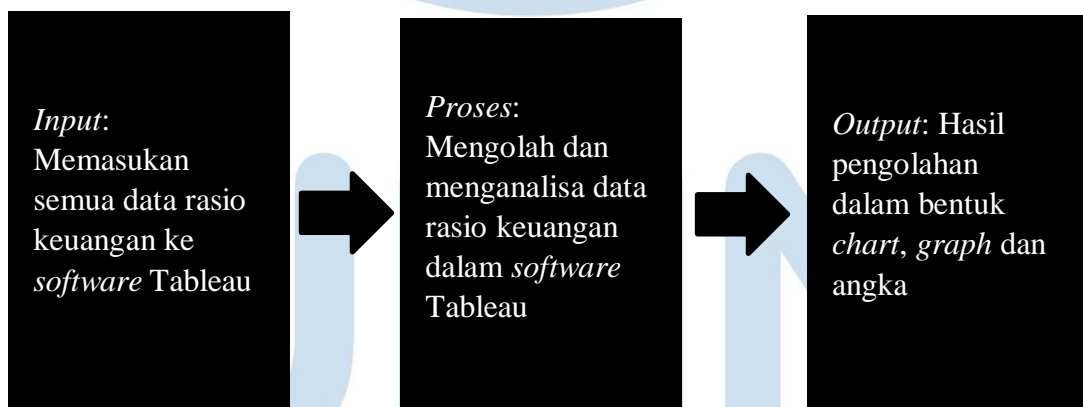 Input:
Memasukan
semua data rasio
keuangan ke
software Tableau
Proses:
Mengolah dan
menganalisa data
rasio keuangan
dalam software
Tableau
Output: Hasil
pengolahan
dalam bentuk
chart, graph dan
angka